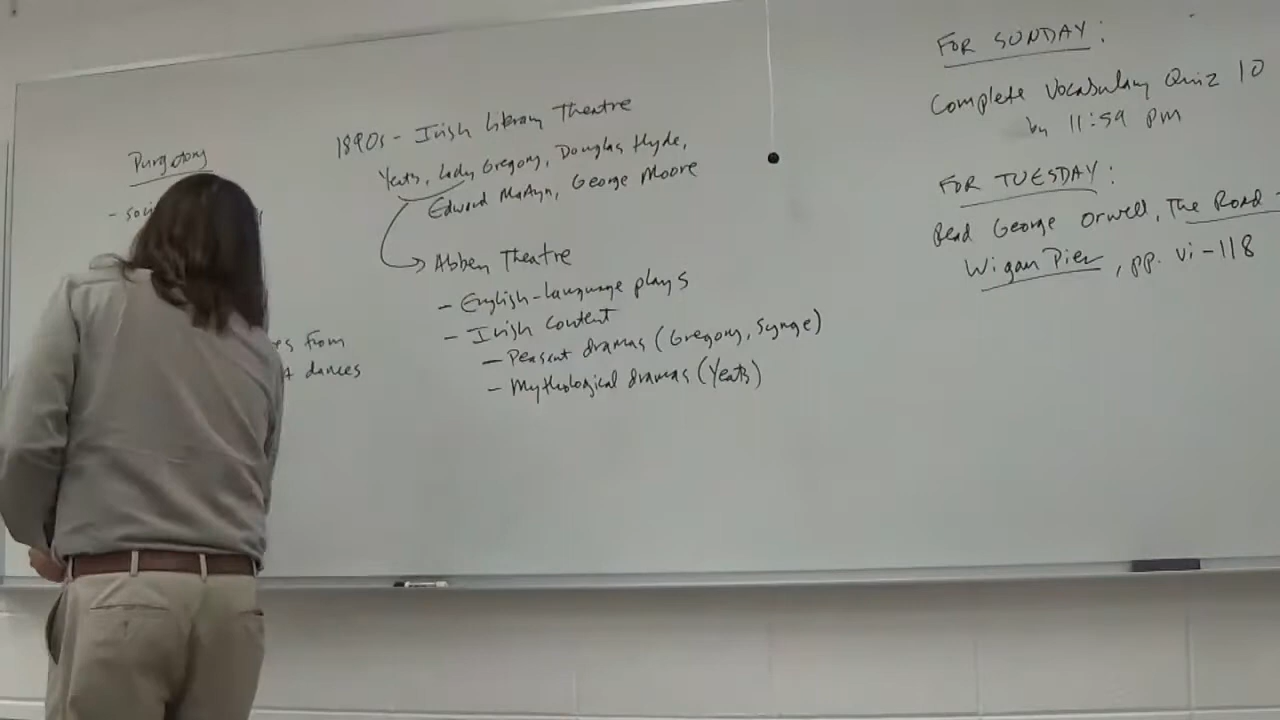 Purgatory
- soci
es from
dances
1890s - Irish Literary Theatre
Yeats, Lady Gregory, Douglas Hyde,
Edward Martyn, George Moore
Abbey Theatre
- English-language plays
- Irish content
- Peasant dramas (Gregory, Synge)
- Mythological dramas (Yeats)
FOR SUNDAY:
Complete Vocabulary Quiz 10
by 11:59 pm
FOR TUESDAY:
Read George Orwell, The Road
Wigan Pier, pp. vi-118